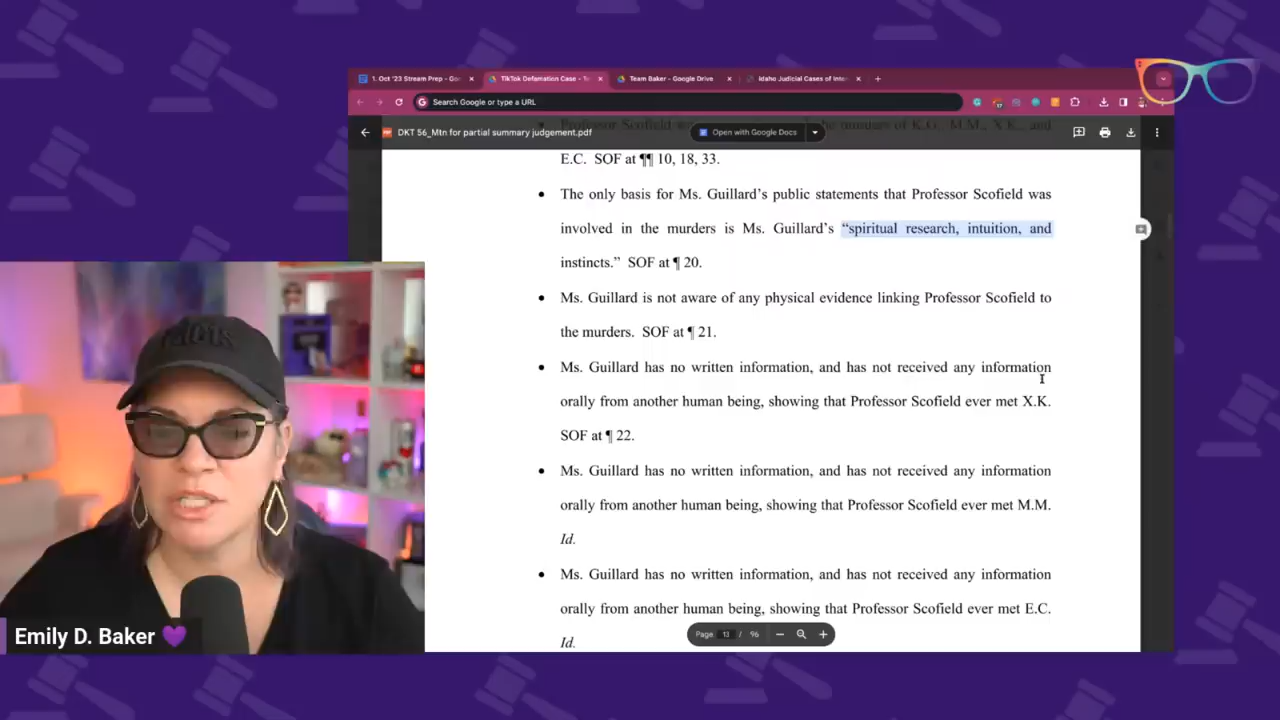 1. Oct '23 Stream Prep - Go
TikTok Defamation Case - T
Team Baker - Google Drive
Idaho Judicial Cases of Inte
Search Google or type a URL
DKT 56_Mtn for partial summary judgement.pdf
Open with Google Docs
E.C. SOF at ¶¶ 10, 18, 33.
• The only basis for Ms. Guillard’s public statements that Professor Scofield was
involved in the murders is Ms. Guillard’s “spiritual research, intuition, and
instincts.” SOF at ¶ 20.
• Ms. Guillard is not aware of any physical evidence linking Professor Scofield to
the murders. SOF at ¶ 21.
• Ms. Guillard has no written information, and has not received any information
orally from another human being, showing that Professor Scofield ever met X.K.
SOF at ¶ 22.
• Ms. Guillard has no written information, and has not received any information
orally from another human being, showing that Professor Scofield ever met M.M.
Id.
• Ms. Guillard has no written information, and has not received any information
orally from another human being, showing that Professor Scofield ever met E.C.
Id.
Page 13 / 96
Emily D. Baker 💜